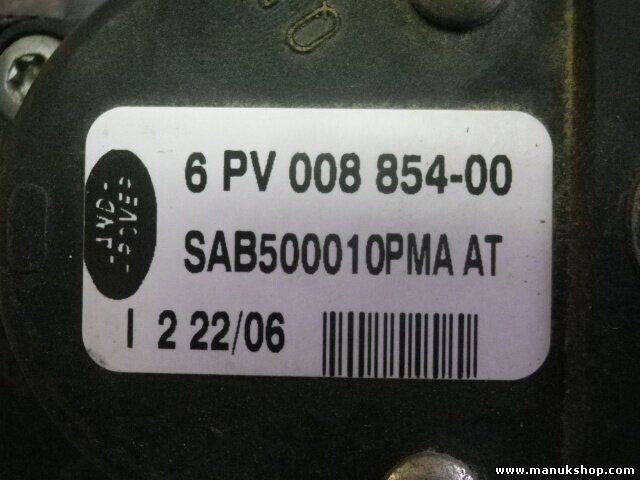 6 PV 008 854-00
SAB500010PMA AT
I 2 22/06
www.manukshop.com